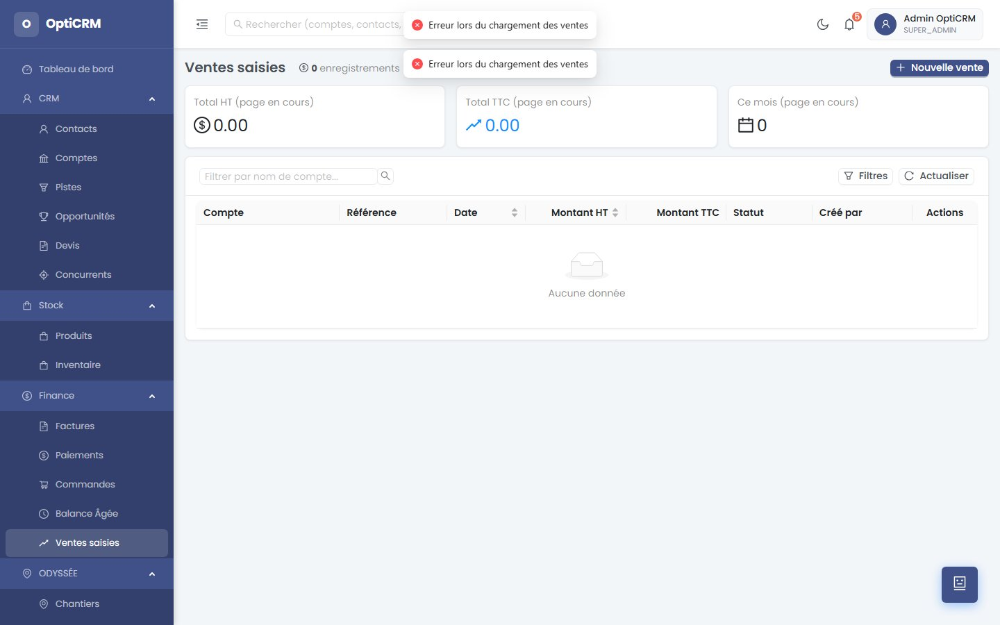 O OptiCRM
Tableau de bord
CRM
Contacts
Comptes
Pistes
Opportunités
Devis
Concurrents
Stock
Produits
Inventaire
Finance
Factures
Paiements
Commandes
Balance Âgée
Ventes saisies
ODYSSÉE
Chantiers
Rechercher (comptes, contacts,
Erreur lors du chargement des ventes
Erreur lors du chargement des ventes
5
Admin OptiCRM
SUPER_ADMIN
Ventes saisies
0 enregistrements
Nouvelle vente
Total HT (page en cours)
0.00
Total TTC (page en cours)
0.00
Ce mois (page en cours)
0
Filtrer par nom de compte...
Filtres
Actualiser
Compte Référence Date Montant HT Montant TTC Statut Créé par Actions
Aucune donnée